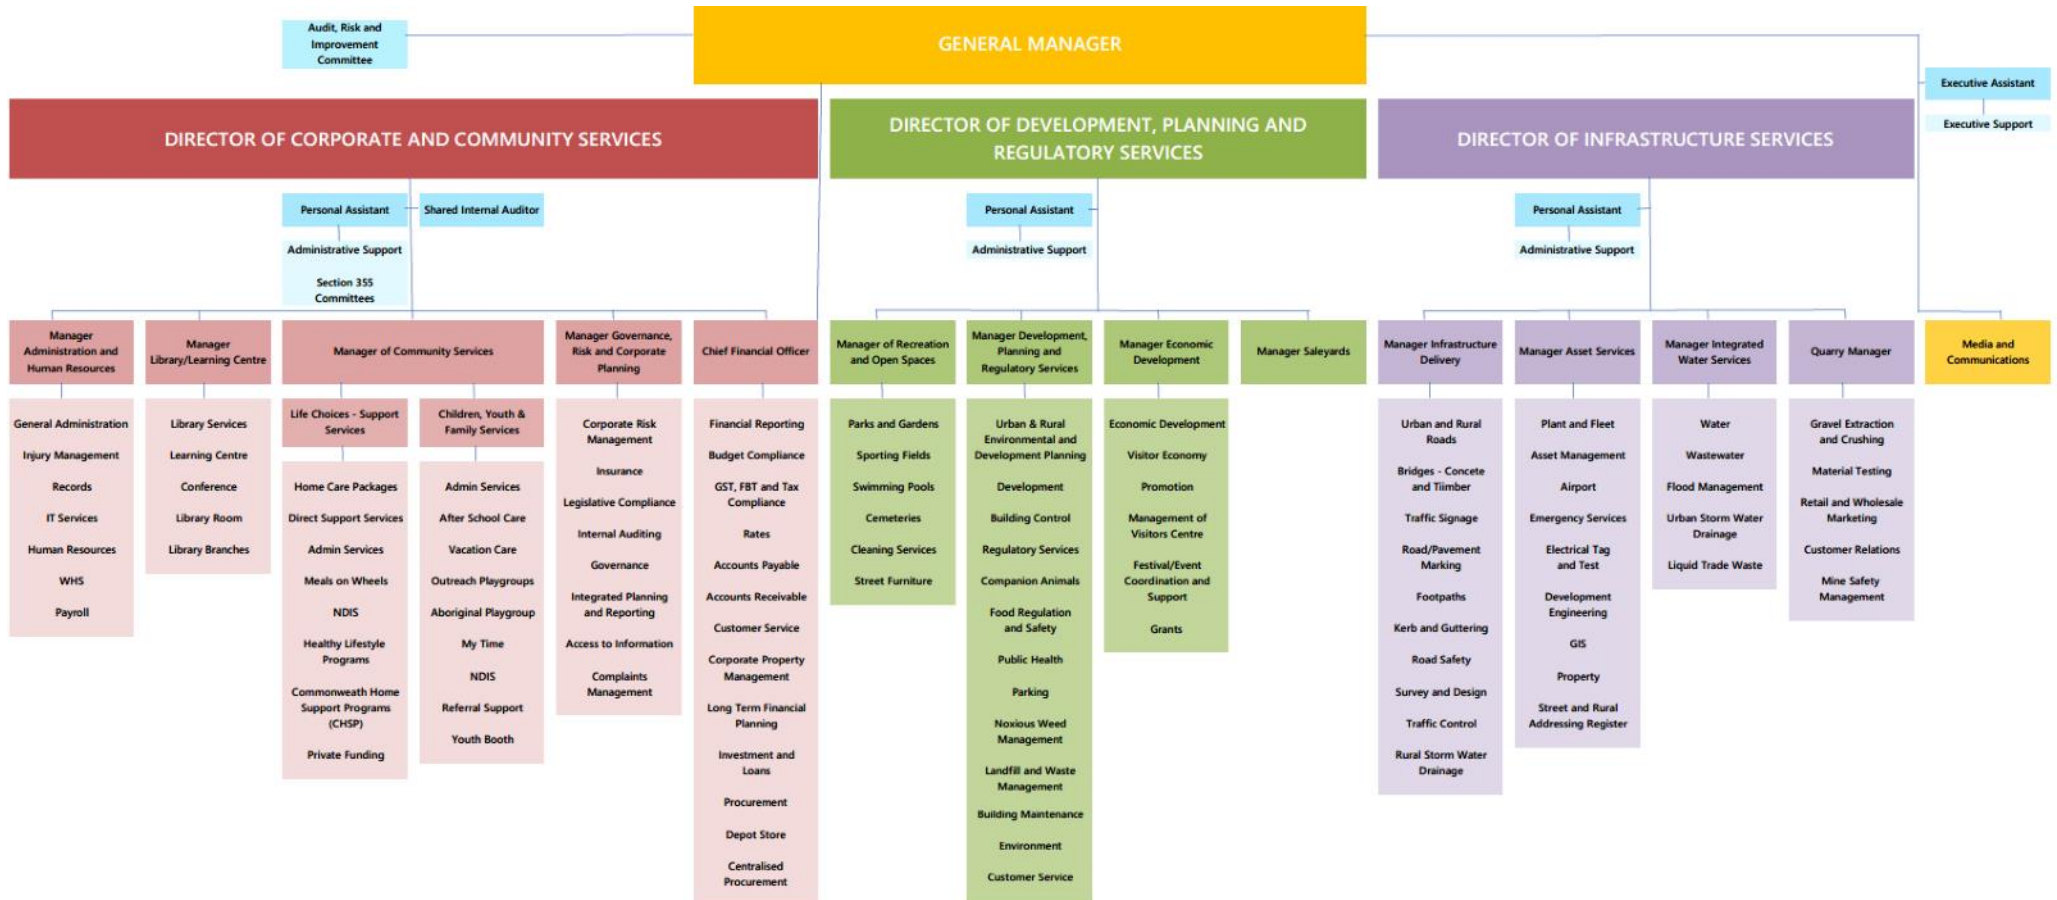 Audit, Risk and
Improvement
Committee
GENERAL MANAGER
Executive Assistant
Executive Support
DIRECTOR OF CORPORATE AND COMMUNITY SERVICES
DIRECTOR OF DEVELOPMENT, PLANNING AND
REGULATORY SERVICES
DIRECTOR OF INFRASTRUCTURE SERVICES
Personal Assistant
Shared Internal Auditor
Administrative Support
Section 355
Committees
Personal Assistant
Administrative Support
Personal Assistant
Administrative Support
Manager
Administration and
Human Resources
General Administration
Injury Management
Records
IT Services
Human Resources
WHS
Payroll
Manager
Library/Learning Centre
Library Services
Learning Centre
Conference
Library Room
Library Branches
Manager of Community Services
Life Choices - Support
Services
Home Care Packages
Direct Support Services
Admin Services
Meals on Wheels
NDIS
Healthy Lifestyle
Programs
Commonweath Home
Support Programs
(CHSP)
Private Funding
Children, Youth &
Family Services
Admin Services
After School Care
Vacation Care
Outreach Playgroups
Aboriginal Playgroup
My Time
NDIS
Referral Support
Youth Booth
Manager Governance,
Risk and Corporate
Planning
Corporate Risk
Management
Insurance
Legislative Compliance
Internal Auditing
Governance
Integrated Planning
and Reporting
Access to Information
Complaints
Management
Chief Financial Officer
Financial Reporting
Budget Compliance
GST, FBT and Tax
Compliance
Rates
Accounts Payable
Accounts Receivable
Customer Service
Corporate Property
Management
Long Term Financial
Planning
Investment and
Loans
Procurement
Depot Store
Centralised
Procurement
Manager of Recreation
and Open Spaces
Parks and Gardens
Sporting Fields
Swimming Pools
Cemeteries
Cleaning Services
Street Furniture
Manager Development,
Planning and
Regulatory Services
Urban & Rural
Environmental and
Development Planning
Development
Building Control
Regulatory Services
Companion Animals
Food Regulation
and Safety
Public Health
Parking
Noxious Weed
Management
Landfill and Waste
Management
Building Maintenance
Environment
Customer Service
Manager Economic
Development
Economic Development
Visitor Economy
Promotion
Management of
Visitors Centre
Festival/Event
Coordination and
Support
Grants
Manager Saleyards
Manager Infrastructure
Delivery
Urban and Rural
Roads
Bridges - Concete
and Tiimber
Traffic Signage
Road/Pavement
Marking
Footpaths
Kerb and Guttering
Road Safety
Survey and Design
Traffic Control
Rural Storm Water
Drainage
Manager Asset Services
Plant and Fleet
Asset Management
Airport
Emergency Services
Electrical Tag
and Test
Development
Engineering
GIS
Property
Street and Rural
Addressing Register
Manager Integrated
Water Services
Water
Wastewater
Flood Management
Urban Storm Water
Drainage
Liquid Trade Waste
Quarry Manager
Gravel Extraction
and Crushing
Material Testing
Retail and Wholesale
Marketing
Customer Relations
Mine Safety
Management
Media and
Communications